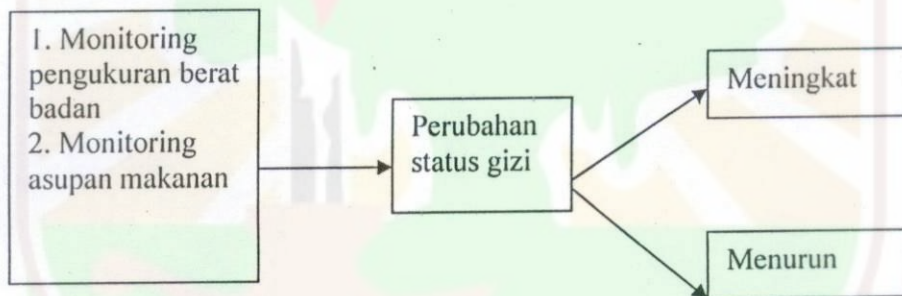 1. Monitoring
pengukuran berat
badan
2. Monitoring
asupan makanan
Perubahan
status gizi
Meningkat
Menurun